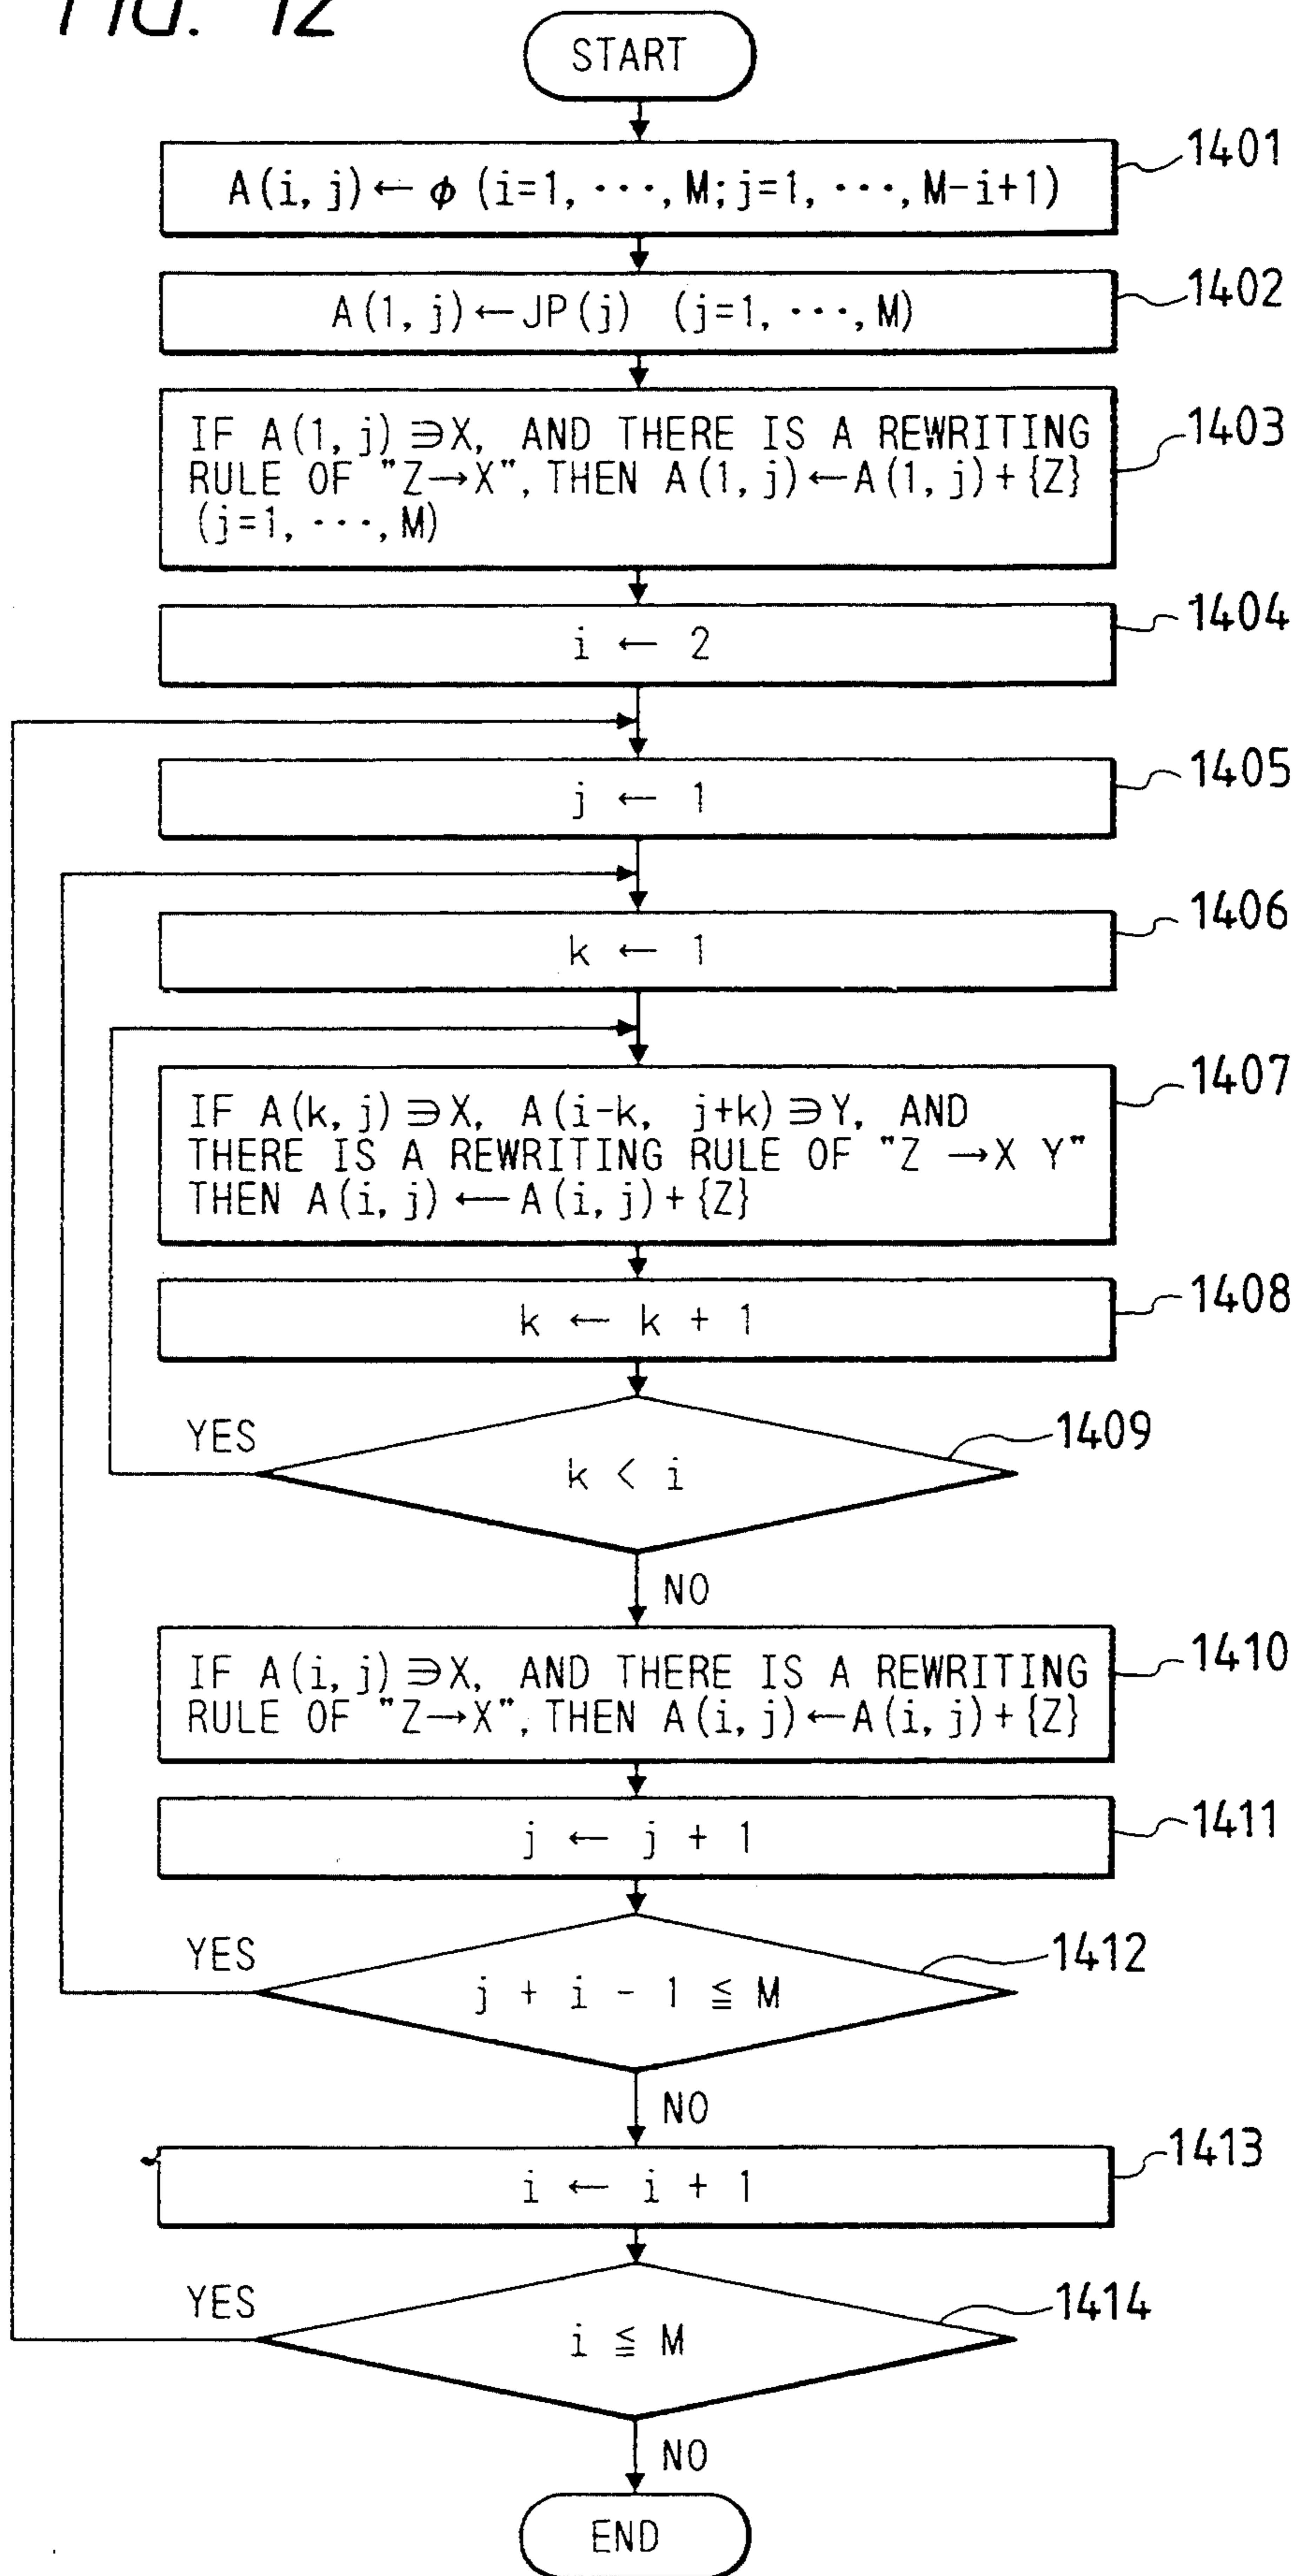 FIG. 12
START
A(i, j) ← ϕ (i=1, ···, M; j=1, ···, M-i+1)
1401
A(1, j) ← JP(j) (j=1, ···, M)
1402
IF A(1, j) ∋X, AND THERE IS A REWRITING
RULE OF "Z→X", THEN A(1, j) ← A(1, j) + {Z}
(j=1, ···, M)
1403
i ← 2
1404
j ← 1
1405
k ← 1
1406
IF A(k, j) ∋X, A(i-k, j+k) ∋Y, AND
THERE IS A REWRITING RULE OF "Z →X Y"
THEN A(i, j) ← A(i, j) + {Z}
1407
k ← k + 1
1408
YES
k < i
1409
NO
IF A(i, j) ∋X, AND THERE IS A REWRITING
RULE OF "Z→X", THEN A(i, j) ← A(i, j) + {Z}
1410
j ← j + 1
1411
YES
j + i - 1 ≦ M
1412
NO
i ← i + 1
1413
YES
i ≦ M
1414
NO
END